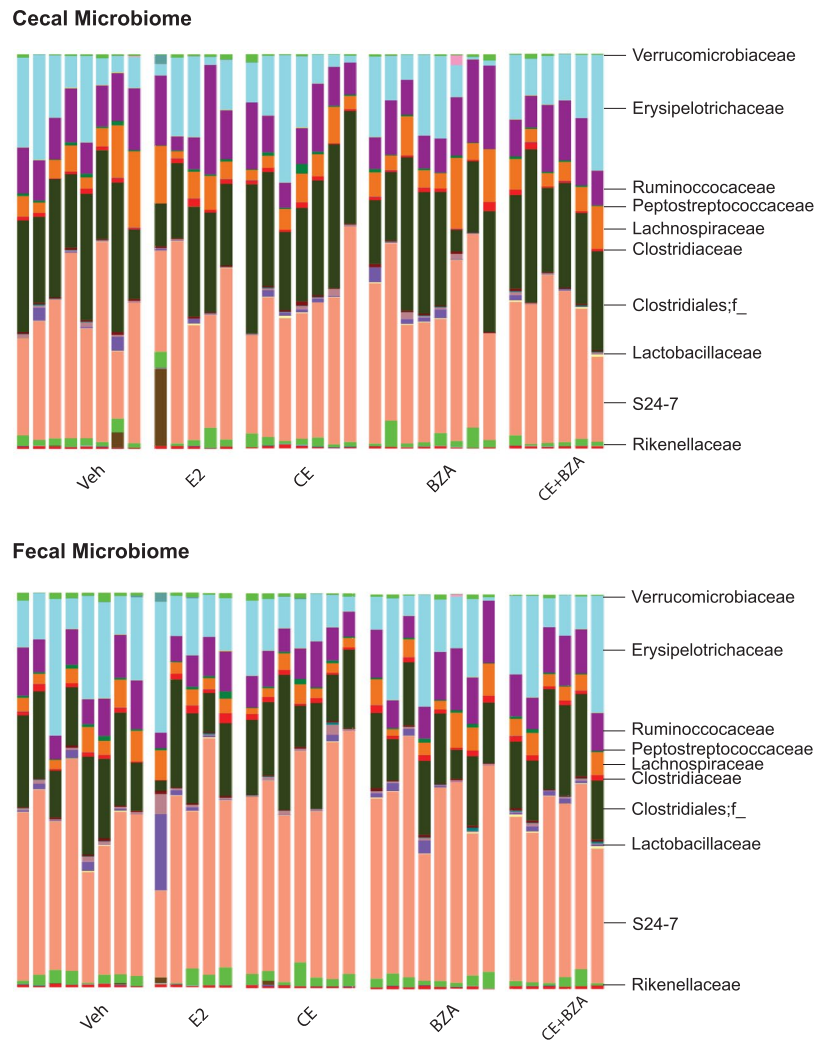 Cecal Microbiome
Verrucomicrobiaceae
Erysipelotrichaceae
Ruminoccocaceae
Peptostreptococcaceae
Lachnospiraceae
Clostridiaceae
Clostridiales;f_
Lactobacillaceae
S24-7
Rikenellaceae
Veh
E2
CE
BZA
CE+BZA
Fecal Microbiome
Verrucomicrobiaceae
Erysipelotrichaceae
Ruminoccocaceae
Peptostreptococcaceae
Lachnospiraceae
Clostridiaceae
Clostridiales;f_
Lactobacillaceae
S24-7
Rikenellaceae
Veh
E2
CE
BZA
CE+BZA